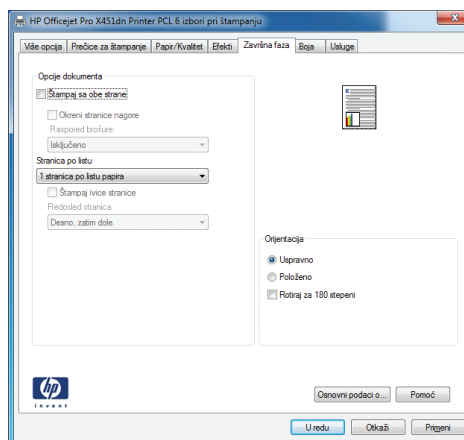 HP Officejet Pro X451dn Printer PCL 6 izbori pri štampanju
Više opcija Prečice za štampanje Papir/Kvalitet Efekti Završna faza Boja Usluge
Opcije dokumenta
Štampaj sa obe strane
Okreni stranice nagore
Raspored brošure:
Isključeno
Stranica po listu
1 stranica po listu papira
Štampaj ivice stranice
Redosled stranica:
Desno, zatim dole
Orijentacija
Uspravno
Položeno
Rotiraj za 180 stepeni
hp
invent
Osnovni podaci o... Pomoć
U redu Otkaži Primeni